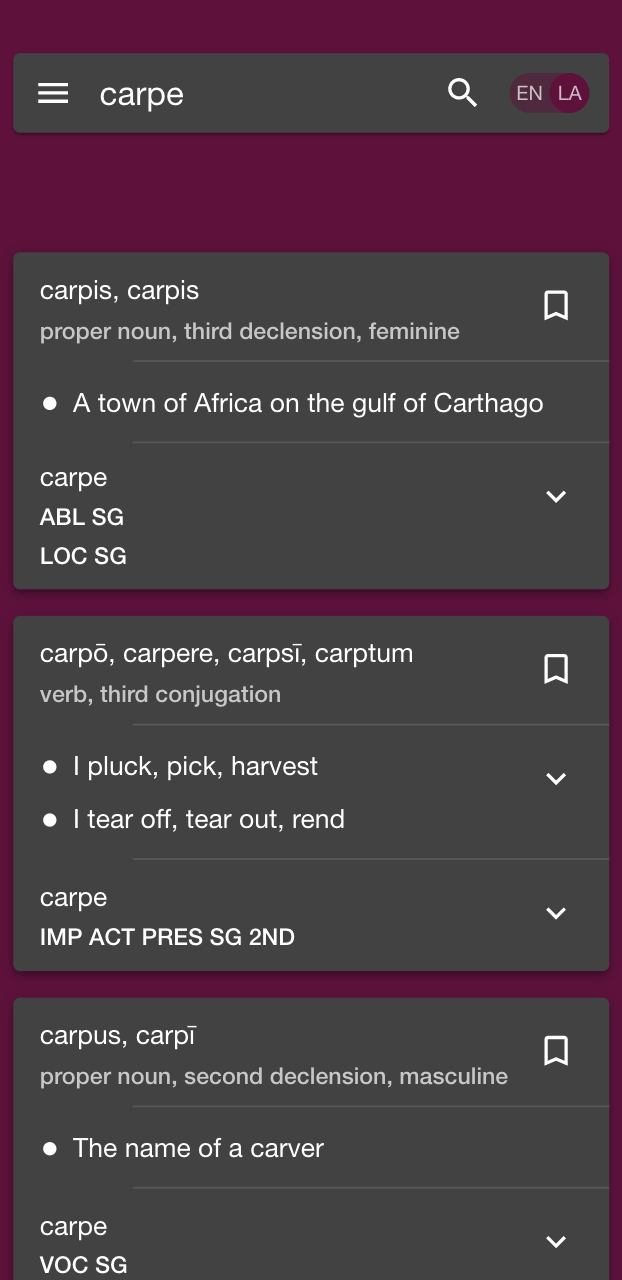 carpe
EN LA
carpis, carpis
proper noun, third declension, feminine
A town of Africa on the gulf of Carthago
carpe
ABL SG
LOC SG
carpō, carpere, carpsī, carptum
verb, third conjugation
I pluck, pick, harvest
I tear off, tear out, rend
carpe
IMP ACT PRES SG 2ND
carpus, carpī
proper noun, second declension, masculine
The name of a carver
carpe
VOC SG